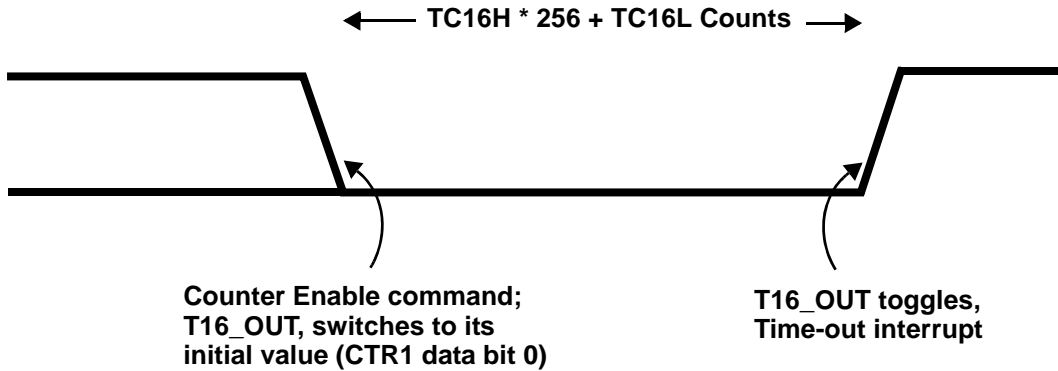 TC16H * 256 + TC16L Counts
Counter Enable command;
T16_OUT, switches to its
initial value (CTR1 data bit 0)
T16_OUT toggles,
Time-out interrupt